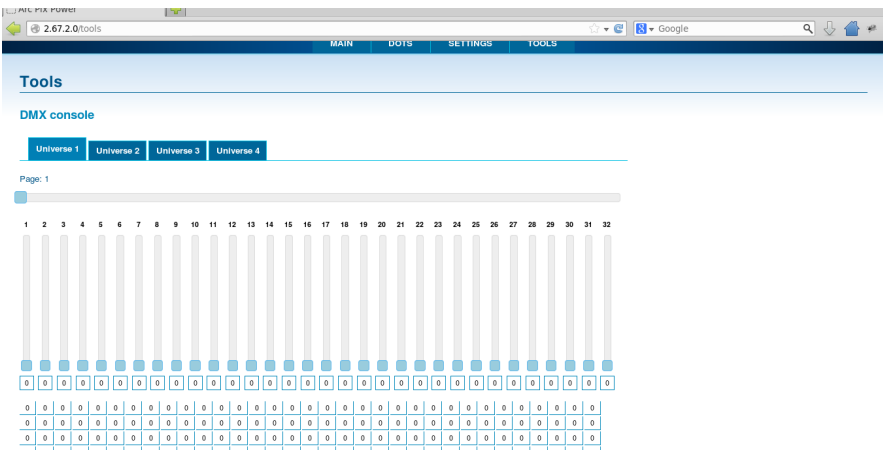 Arc Pix Power
2.67.2.0/tools
Google
MAIN DOTS SETTINGS TOOLS
Tools
DMX console
Universe 1 Universe 2 Universe 3 Universe 4
Page: 1
1 2 3 4 5 6 7 8 9 10 11 12 13 14 15 16 17 18 19 20 21 22 23 24 25 26 27 28 29 30 31 32
0 0 0 0 0 0 0 0 0 0 0 0 0 0 0 0 0 0 0 0 0 0 0 0 0 0 0 0 0 0 0 0
0 0 0 0 0 0 0 0 0 0 0 0 0 0 0 0 0 0 0 0 0 0 0 0 0 0 0 0 0 0 0 0
0 0 0 0 0 0 0 0 0 0 0 0 0 0 0 0 0 0 0 0 0 0 0 0 0 0 0 0 0 0 0 0
0 0 0 0 0 0 0 0 0 0 0 0 0 0 0 0 0 0 0 0 0 0 0 0 0 0 0 0 0 0 0 0